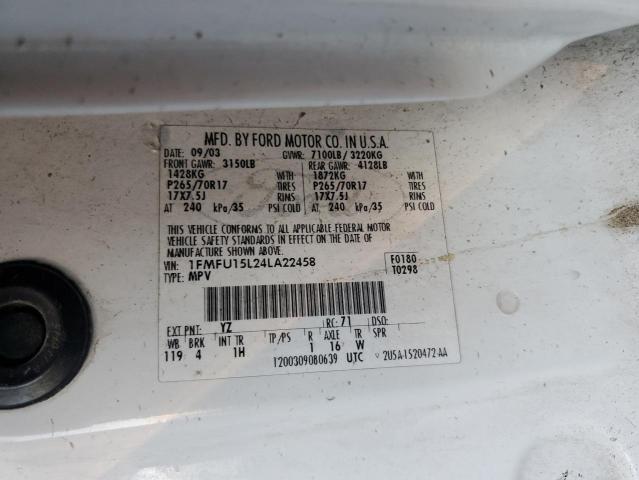 MFD. BY FORD MOTOR CO. IN U.S.A.
DATE: 09/03 GVWR: 7100LB/ 3220KG
FRONT GAWR: 3150LB REAR GAWR: 4128LB
1428KG WITH 1872KG WITH
P265/70R17 TIRES P265/70R17 TIRES
17X7.5J RIMS 17X7.5J RIMS
AT 240 kPa/35 PSI COLD AT 240 kPa/35 PSI COLD
THIS VEHICLE CONFORMS TO ALL APPLICABLE FEDERAL MOTOR
VEHICLE SAFETY STANDARDS IN EFFECT ON THE DATE OF
MANUFACTURE SHOWN ABOVE.
VIN: 1FMFU15L24LA22458 F0180
TYPE: MPV T0298
EXT PNT: YZ RC: 71 DSO:
WB BRK INT TR TP/PS R AXLE TR SPR
119 4 1H 1 16 W
1200309080639 UTC 2U5A-1520472-AA